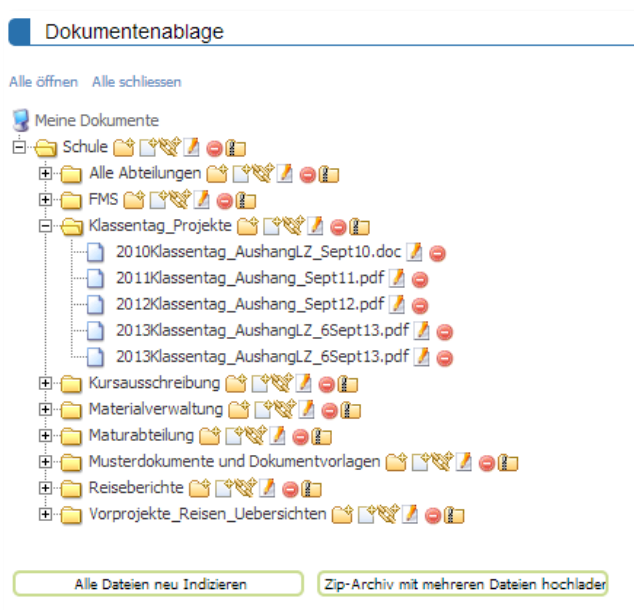 Dokumentenablage
Alle öffnen Alle schliessen
Meine Dokumente
Schule
Alle Abteilungen
FMS
Klassentag_Projekte
2010Klassentag_AushangLZ_Sept10.doc
2011Klassentag_Aushang_Sept11.pdf
2012Klassentag_Aushang_Sept12.pdf
2013Klassentag_AushangLZ_6Sept13.pdf
2013Klassentag_AushangLZ_6Sept13.pdf
Kursausschreibung
Materialverwaltung
Maturabteilung
Musterdokumente und Dokumentvorlagen
Reiseberichte
Vorprojekte_Reisen_Uebersichten
Alle Dateien neu Indizieren Zip-Archiv mit mehreren Dateien hochladen